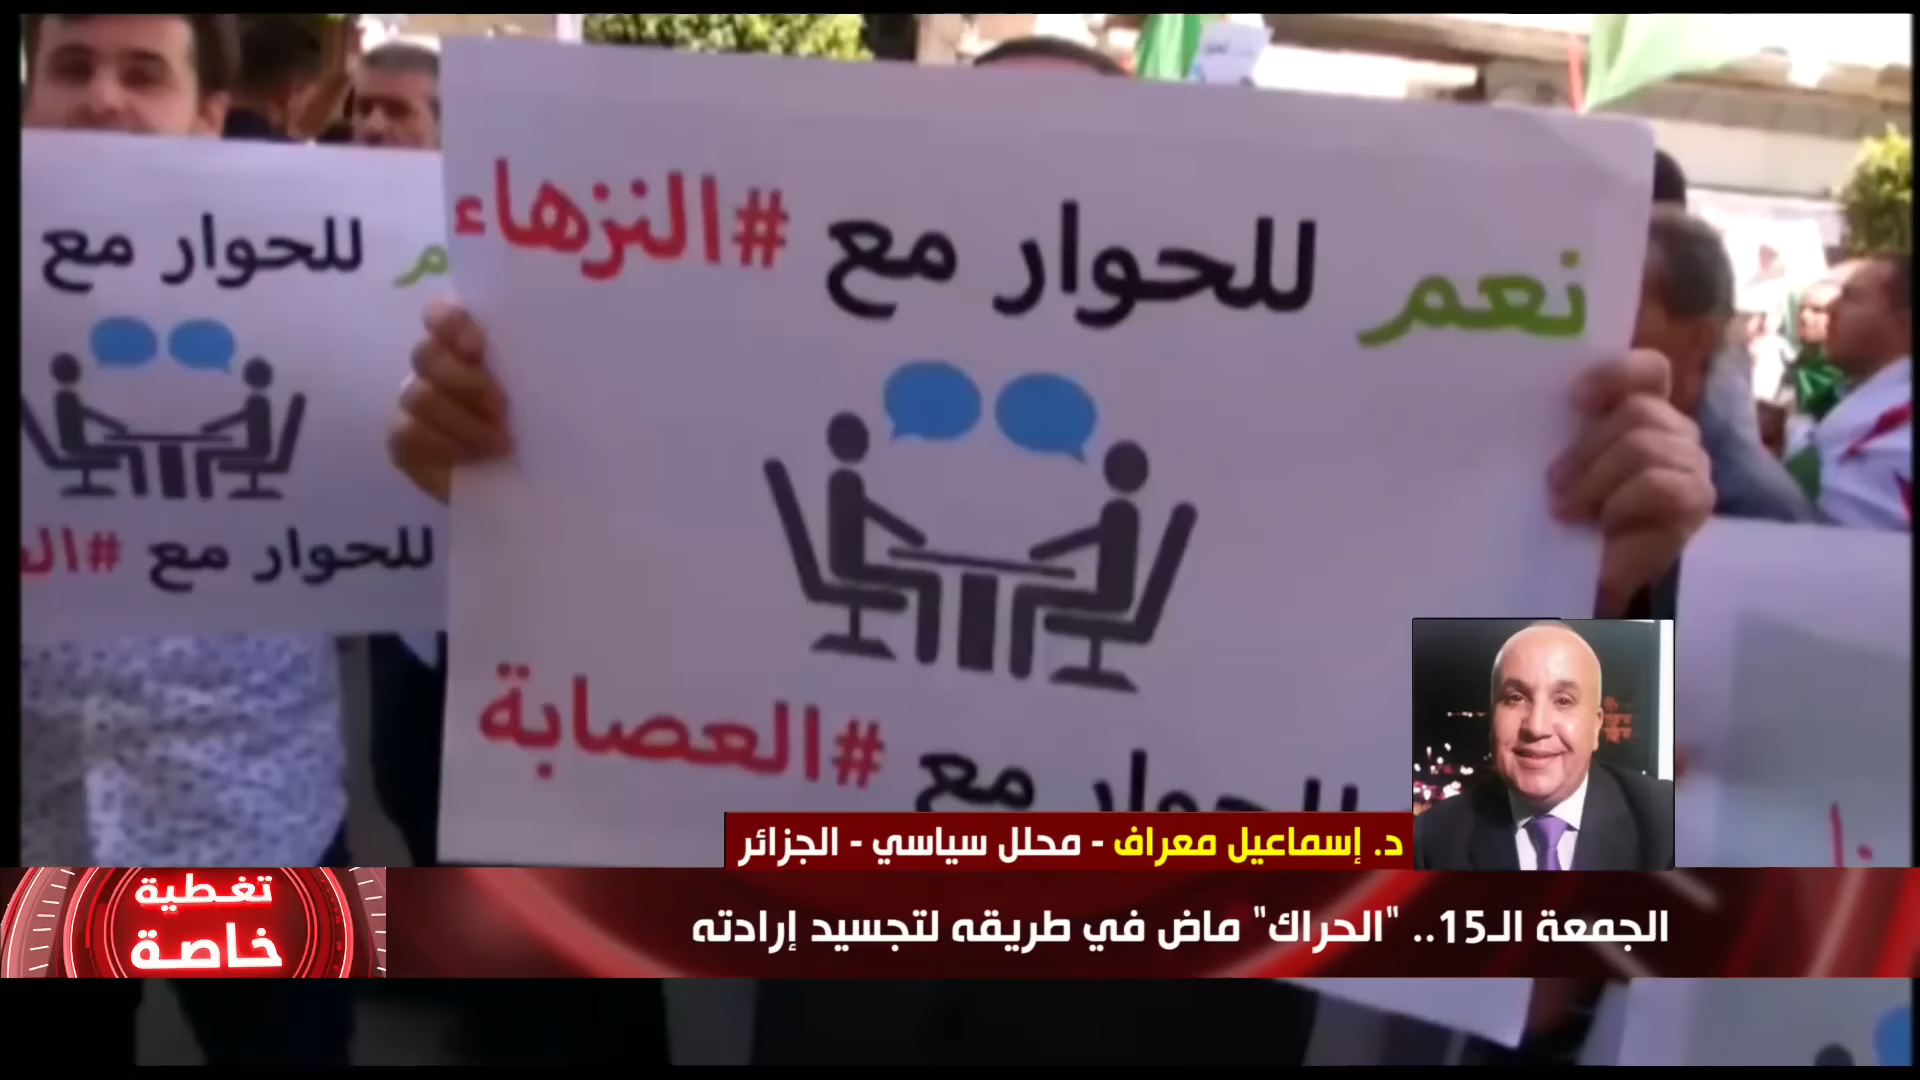 نعم للحوار مع #النزهاء
للحوار مع #العصابة
م للحوار مع
للحوار مع
د. إسماعيل معراف - محلل سياسي - الجزائر
الجمعة الـ15.. "الحراك" ماض في طريقه لتجسيد إرادته
تغطية
خاصة